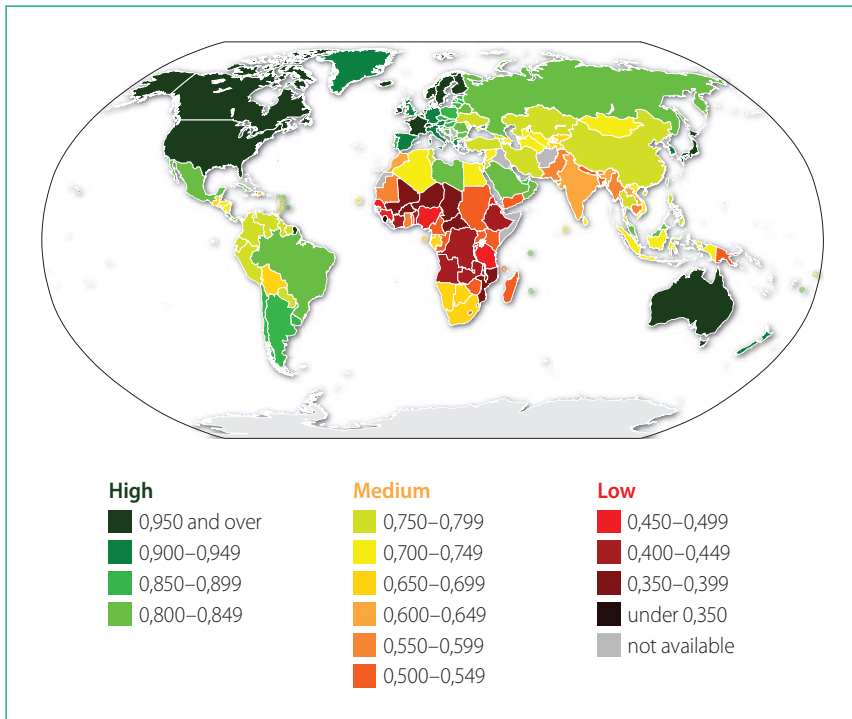 High
0,950 and over
0,900–0,949
0,850–0,899
0,800–0,849
Medium
0,750–0,799
0,700–0,749
0,650–0,699
0,600–0,649
0,550–0,599
0,500–0,549
Low
0,450–0,499
0,400–0,449
0,350–0,399
under 0,350
not available